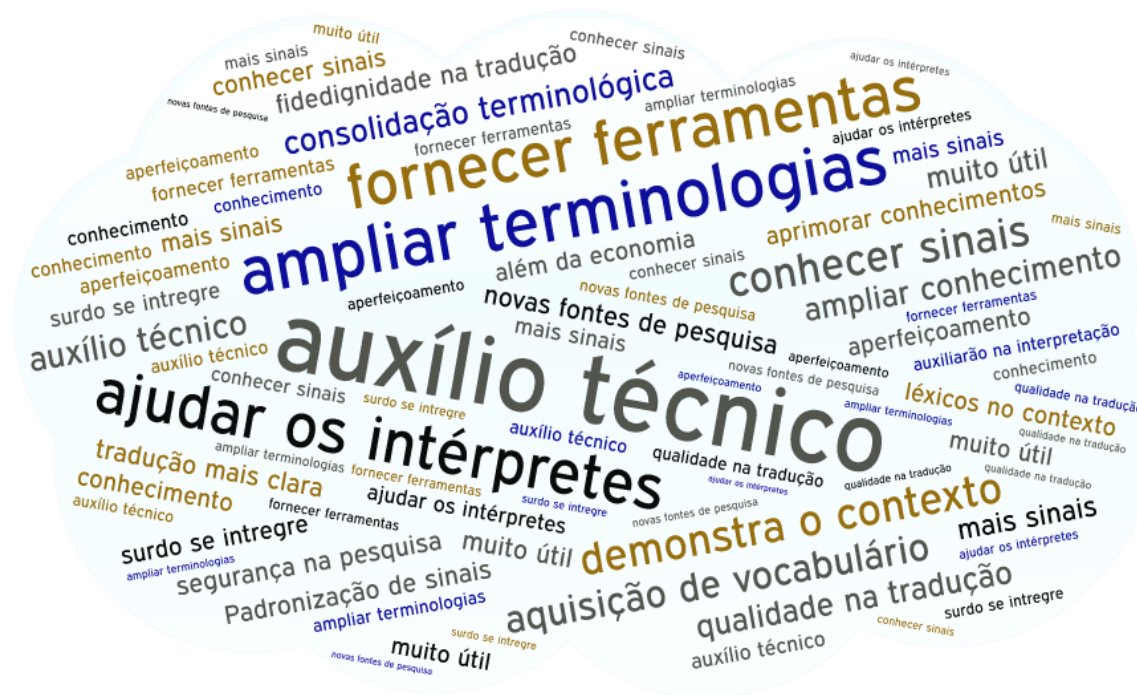 muito útil
mais sinais
conhecer sinais
conhecer sinais
fidedignidade na tradução
ajudar os intérpretes
novas fontes de pesquisa
consolidação terminológica
ampliar terminologias
fornecer ferramentas
fornecer ferramentas
ajudar os intérpretes
mais sinais
aperfeiçoamento
fornecer ferramentas
conhecimento
ampliar terminologias
muito útil
conhecimento
mais sinais
aprimorar conhecimentos
mais sinais
conhecimento
aperfeiçoamento
além da economia
conhecer sinais
conhecer sinais
surdo se intregre
aperfeiçoamento
novas fontes de pesquisa
novas fontes de pesquisa
ampliar conhecimento
fornecer ferramentas
auxílio técnico
auxílio técnico
mais sinais
aperfeiçoamento
auxiliarão na interpretação
auxílio técnico
aperfeiçoamento
novas fontes de pesquisa
conhecimento
conhecer sinais
surdo se intregre
aperfeiçoamento
qualidade na tradução
ajudar os intérpretes
auxílio técnico
ampliar terminologias
léxicos no contexto
qualidade na tradução
tradução mais clara
ampliar terminologias
fornecer ferramentas
qualidade na tradução
ajudar os intérpretes
qualidade na tradução
muito útil
qualidade na tradução
conhecimento
auxílio técnico
fornecer ferramentas
ajudar os intérpretes
surdo se intregre
novas fontes de pesquisa
demonstra o contexto
mais sinais
surdo se intregre
ampliar terminologias
segurança na pesquisa
muito útil
aquisição de vocabulário
ajudar os intérpretes
Padronização de sinais
ampliar terminologias
qualidade na tradução
surdo se intregre
surdo se intregre
muito útil
novas fontes de pesquisa
auxílio técnico
conhecer sinais